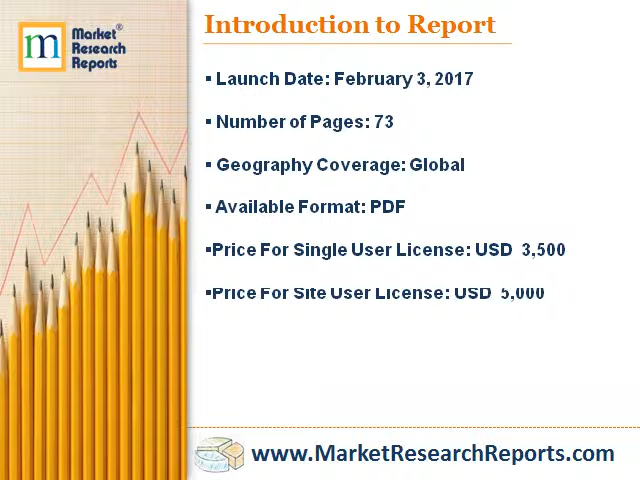 m
Market®
Research
Reports
Introduction to Report
▪ Launch Date: February 3, 2017
▪ Number of Pages: 73
▪ Geography Coverage: Global
▪ Available Format: PDF
▪Price For Single User License: USD 3,500
▪Price For Site User License: USD 5,000
www.MarketResearchReports.com